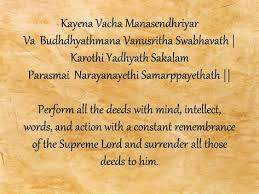 Kayena Vacha Manasendhriyar
Va Budhdhyathmana Vanusritha Swabhavath |
Karothi Yadhyath Sakalam
Parasmai Narayanayethi Samarppayethath ||
Perform all the deeds with mind, intellect,
words, and action with a constant remembrance
of the Supreme Lord and surrender all those
deeds to him.